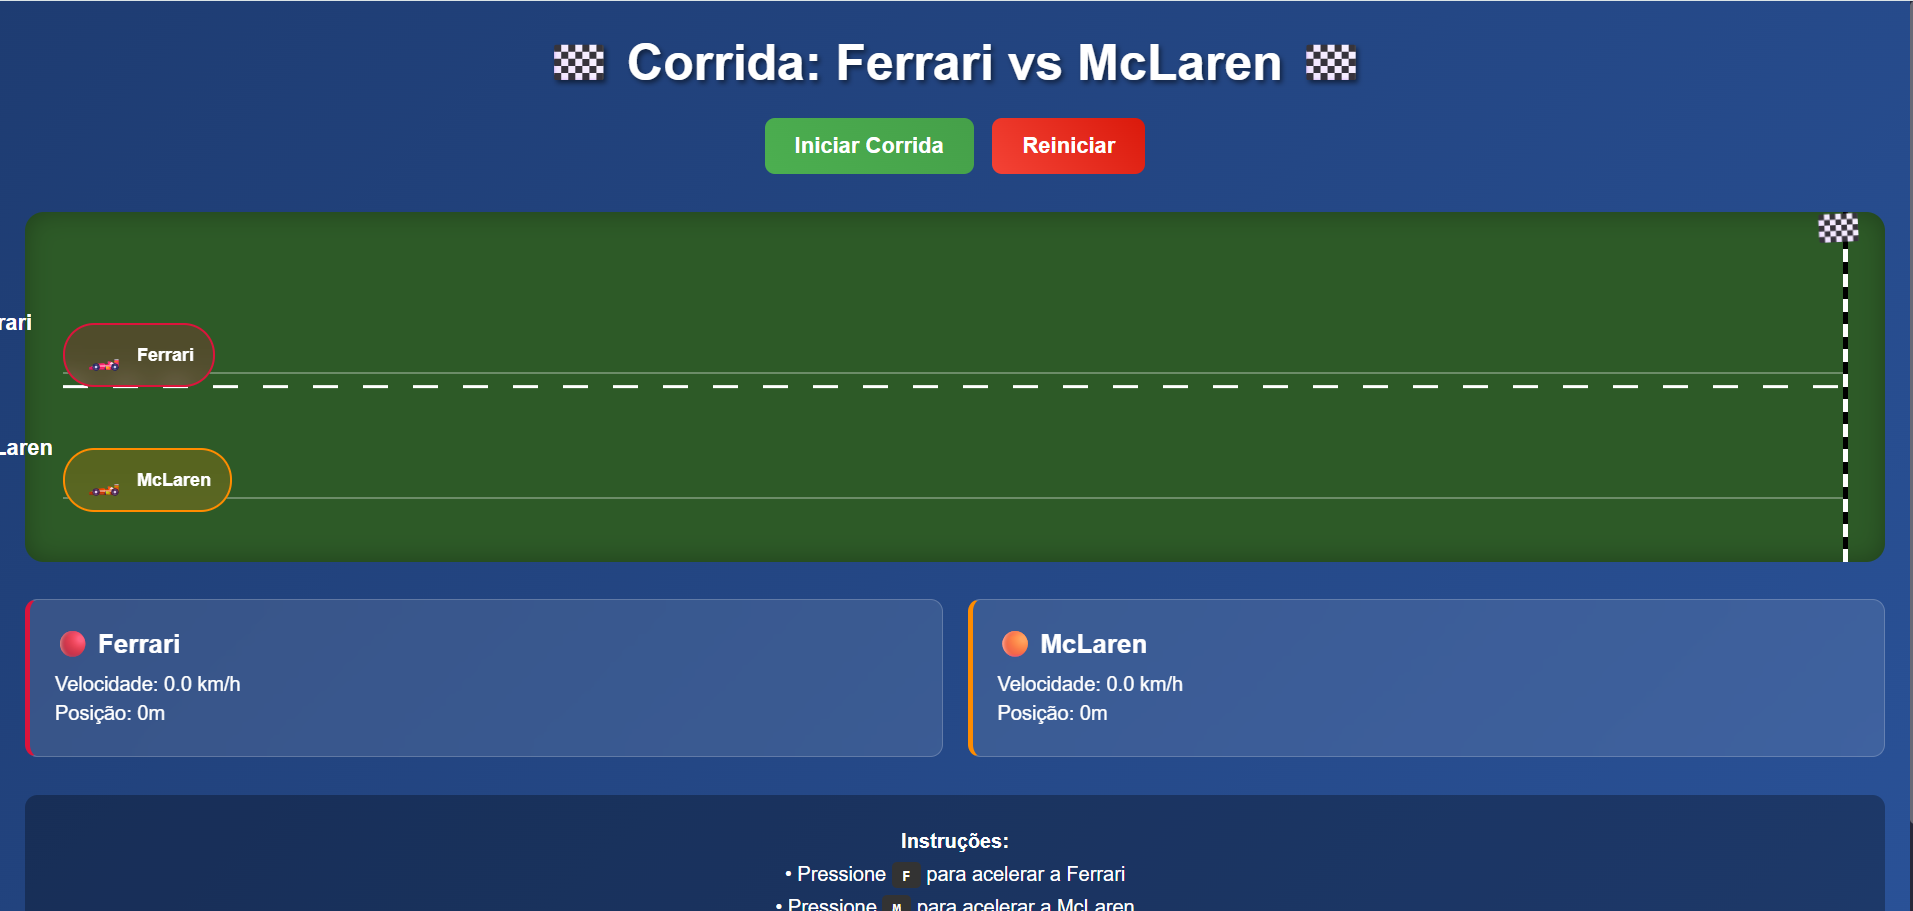 Corrida: Ferrari vs McLaren
Iniciar Corrida
Reiniciar
rari
Ferrari
Laren
McLaren
Ferrari
Velocidade: 0.0 km/h
Posição: 0m
McLaren
Velocidade: 0.0 km/h
Posição: 0m
Instruções:
• Pressione F para acelerar a Ferrari
• Pressione M para acelerar a McLaren